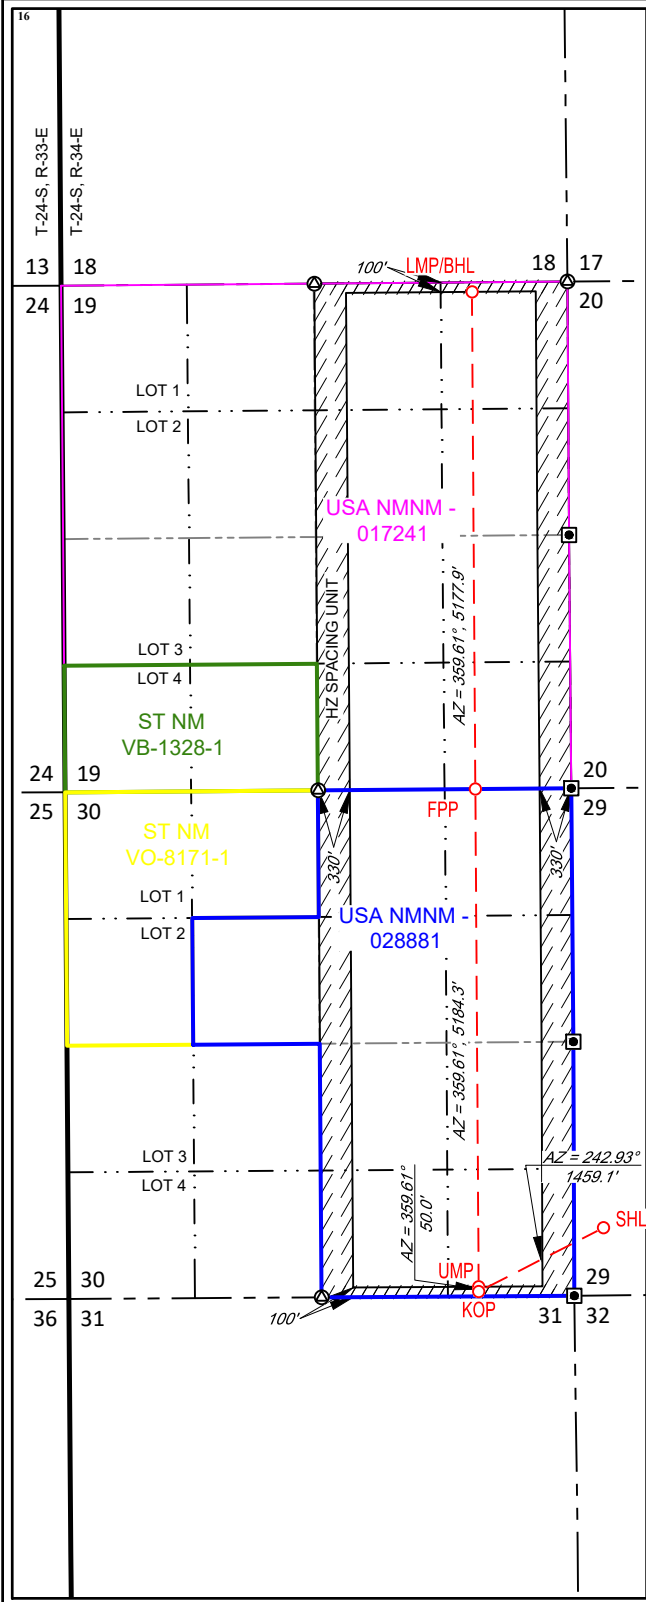 16
T-24-S, R-33-E
T-24-S, R-34-E
13 18
24 19
100'
LMP/BHL
18 17
20
LOT 1
LOT 2
USA NMNM -
017241
HZ SPACING UNIT
AZ = 359.61°, 5177.9'
LOT 3
LOT 4
ST NM
VB-1328-1
24 19
25 30
20
29
FPP
ST NM
VO-8171-1
330'
330'
LOT 1
LOT 2
USA NMNM -
028881
AZ = 359.61°, 5184.3'
LOT 3
LOT 4
AZ = 242.93°
1459.1'
AZ = 359.61°
50.0'
SHL
UMP
KOP
25 30
36 31
100'
29
31 32